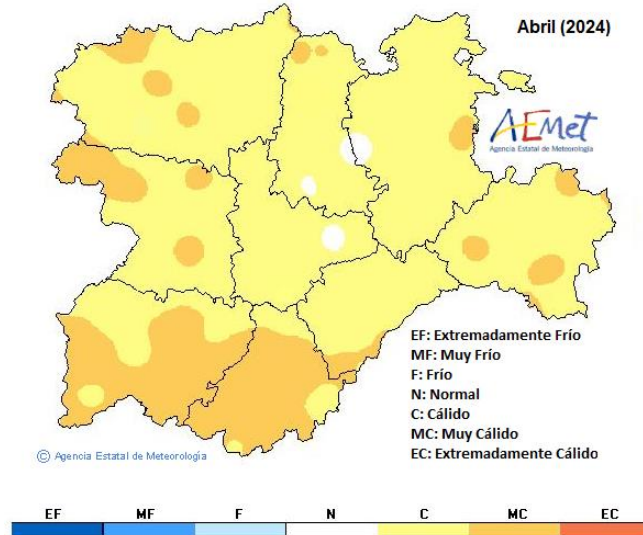 Abril (2024)
AEMet
Agencia Estatal de Meteorología
EF: Extremadamente Frío
MF: Muy Frío
F: Frío
N: Normal
C: Cálido
MC: Muy Cálido
EC: Extremadamente Cálido
© Agencia Estatal de Meteorología
EF MF F N C MC EC